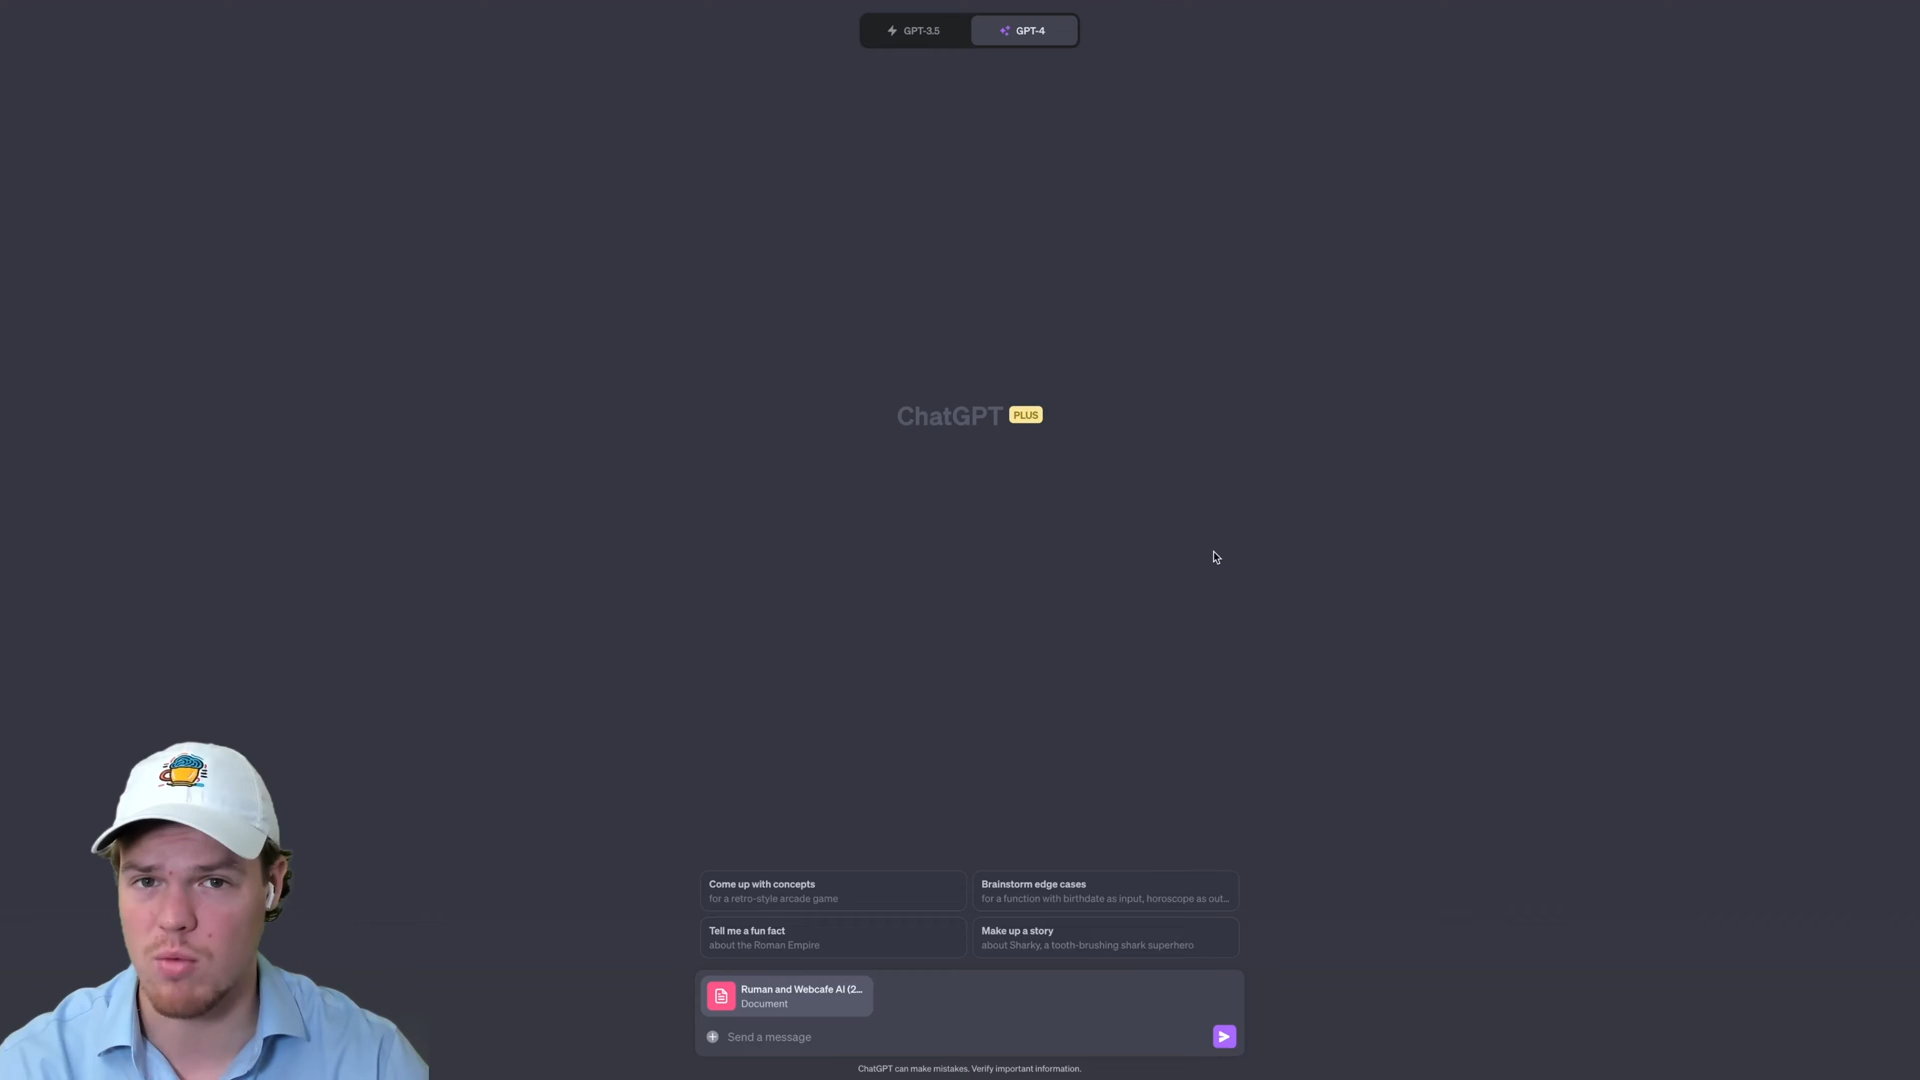 GPT-3.5
GPT-4
ChatGPT PLUS
Come up with concepts
for a retro-style arcade game
Brainstorm edge cases
for a function with birthdate as input, horoscope as out...
Tell me a fun fact
about the Roman Empire
Make up a story
about Sharky, a tooth-brushing shark superhero
Ruman and Webcafe AI (2...
Document
Send a message
ChatGPT can make mistakes. Verify important information.